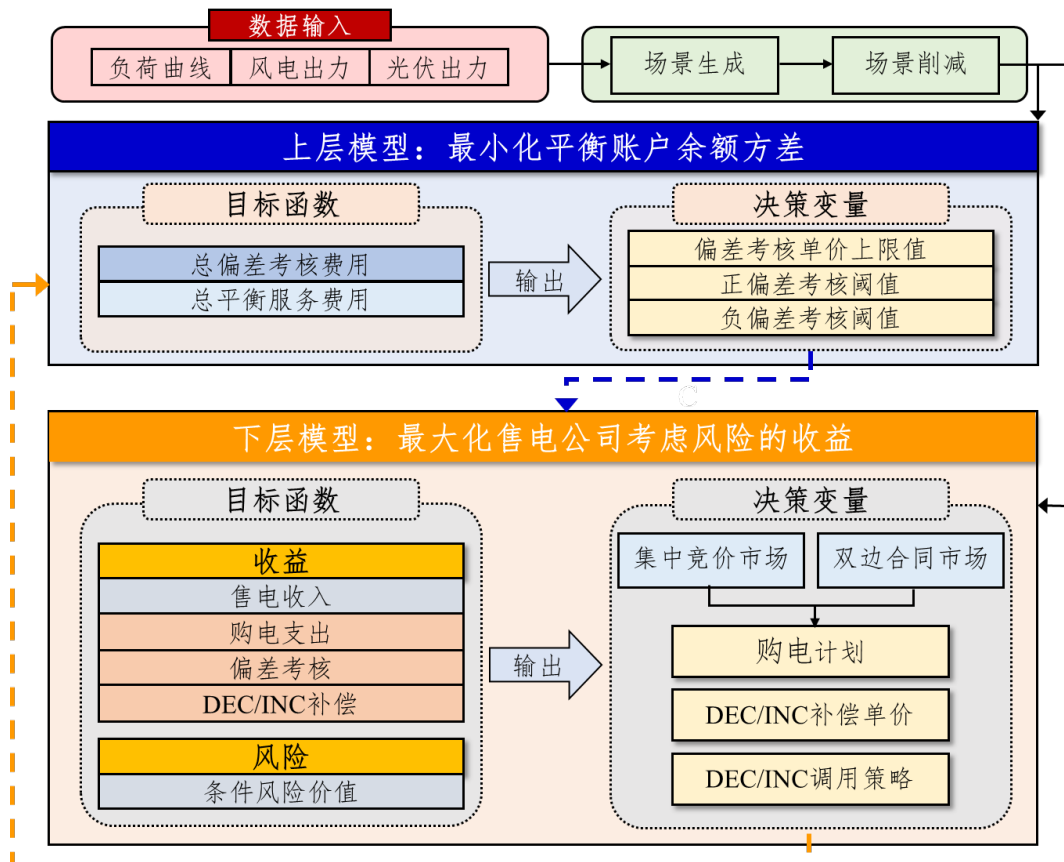 数据输入
负荷曲线 风电出力 光伏出力
场景生成 场景削减
上层模型：最小化平衡账户余额方差
目标函数
总偏差考核费用
总平衡服务费用
输出
决策变量
偏差考核单价上限值
正偏差考核阈值
负偏差考核阈值
下层模型：最大化售电公司考虑风险的收益
目标函数
收益
售电收入
购电支出
偏差考核
DEC/INC补偿
风险
条件风险价值
输出
决策变量
集中竞价市场 双边合同市场
购电计划
DEC/INC补偿单价
DEC/INC调用策略